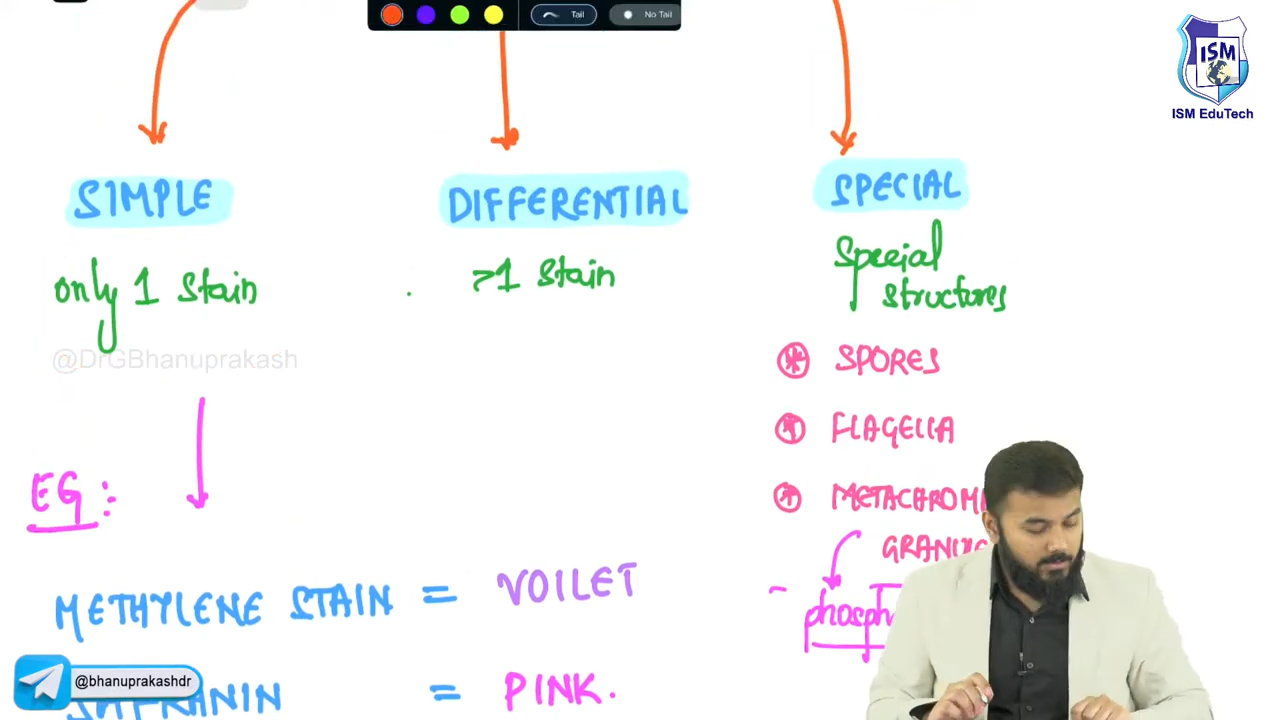 Tail
No Tail
ISM
ISM EduTech
SIMPLE
only 1 stain
@DrGBhanuprakash
EG:
METHYLENE STAIN = VOILET
= PINK.
@bhanuprakashdr
DIFFERENTIAL
>1 stain
SPECIAL
special
structures
SPORES
FLAGELLA